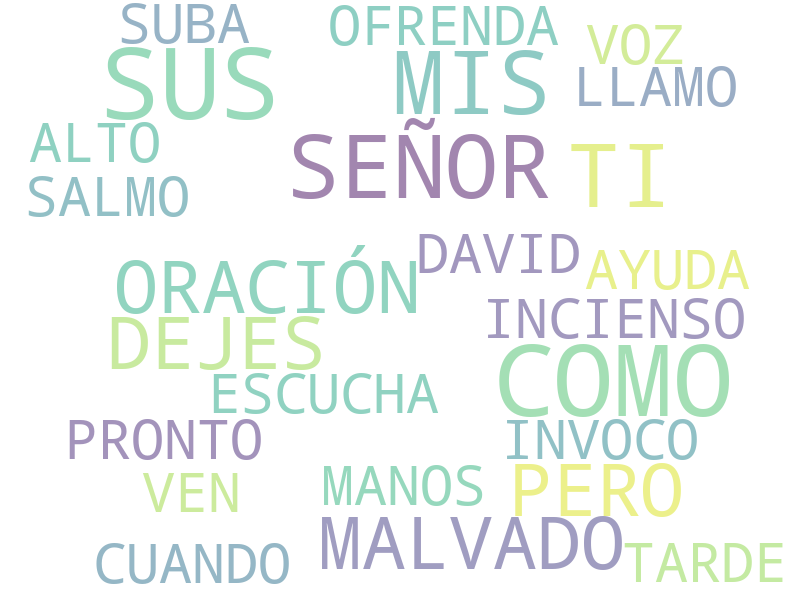 SUBA OFRENDA VOZ
SUS MIS LLAMO
ALTO SEÑOR TI
SALMO
DAVID AYUDA
ORACIÓN INCIENSO
DEJES COMO
ESCUCHA
PRONTO INVOCO
VEN MANOS PERO
CUANDO MALVADO TARDE